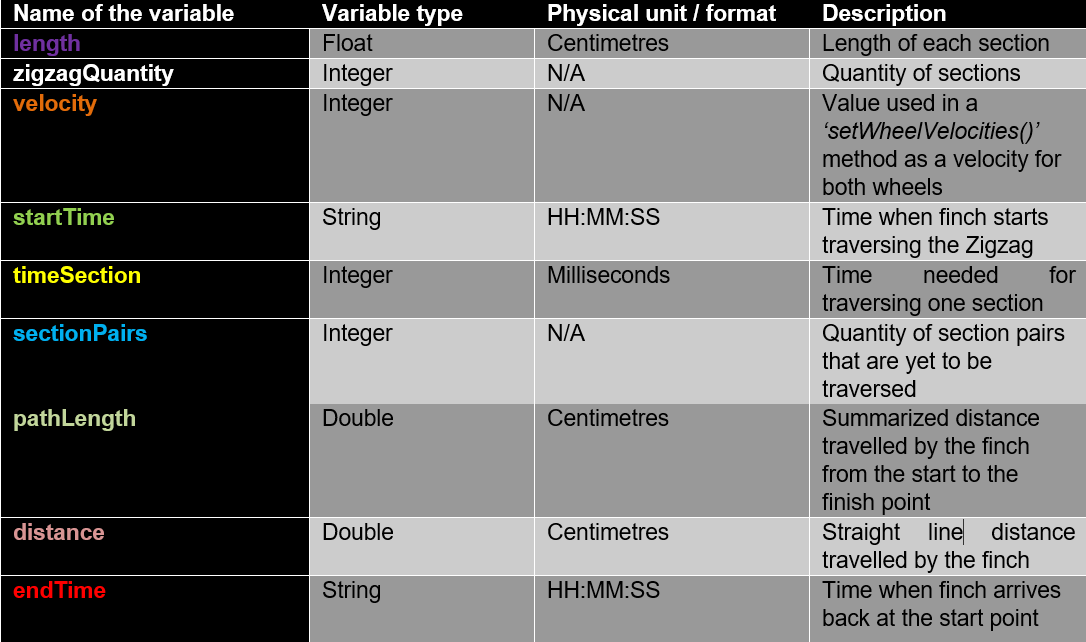 Name of the variable Variable type Physical unit / format Description
length Float Centimetres Length of each section
zigzagQuantity Integer N/A Quantity of sections
velocity Integer N/A Value used in a
‘setWheelVelocities()’
method as a velocity for
both wheels
startTime String HH:MM:SS Time when finch starts
traversing the Zigzag
timeSection Integer Milliseconds Time needed for
traversing one section
sectionPairs Integer N/A Quantity of section pairs
that are yet to be
traversed
pathLength Double Centimetres Summarized distance
travelled by the finch
from the start to the
finish point
distance Double Centimetres Straight line distance
travelled by the finch
endTime String HH:MM:SS Time when finch arrives
back at the start point